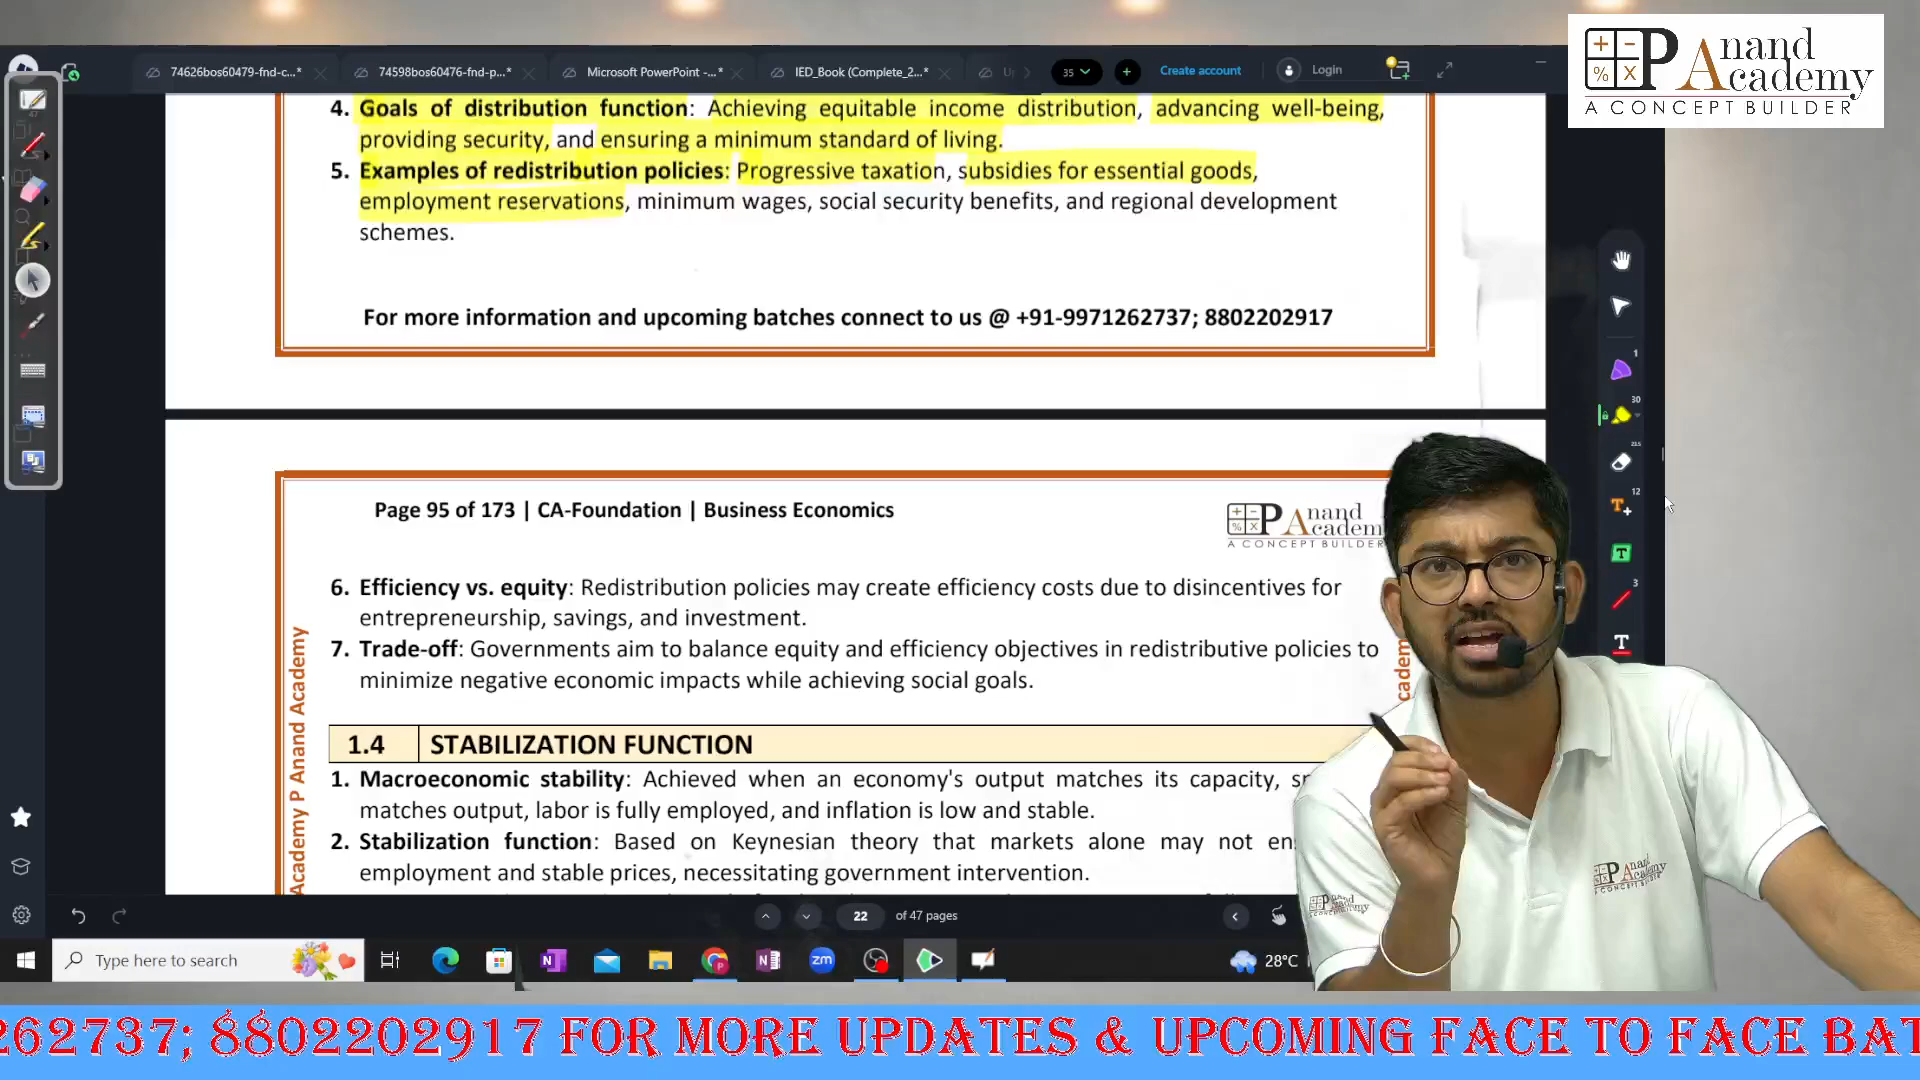 74626bos60479-fnd-c...*
74598bos60476-fnd-p...*
Microsoft PowerPoint -...*
IED_Book (Complete_2...*
35
Create account
Login
P Anand
Academy
A CONCEPT BUILDER
4. Goals of distribution function: Achieving equitable income distribution, advancing well-being,
providing security, and ensuring a minimum standard of living.
5. Examples of redistribution policies: Progressive taxation, subsidies for essential goods,
employment reservations, minimum wages, social security benefits, and regional development
schemes.
For more information and upcoming batches connect to us @ +91-9971262737; 8802202917
Page 95 of 173 | CA-Foundation | Business Economics
P Anand
Academ
A CONCEPT BUILDER
6. Efficiency vs. equity: Redistribution policies may create efficiency costs due to disincentives for
entrepreneurship, savings, and investment.
7. Trade-off: Governments aim to balance equity and efficiency objectives in redistributive policies to
minimize negative economic impacts while achieving social goals.
Academy P Anand Academy
cadem
1.4 STABILIZATION FUNCTION
1. Macroeconomic stability: Achieved when an economy's output matches its capacity,
matches output, labor is fully employed, and inflation is low and stable.
2. Stabilization function: Based on Keynesian theory that markets alone may not
employment and stable prices, necessitating government intervention.
22 of 47 pages
Type here to search
28°C
P Anand
Academy
262737; 8802202917 FOR MORE UPDATES & UPCOMING FACE TO FACE BAT